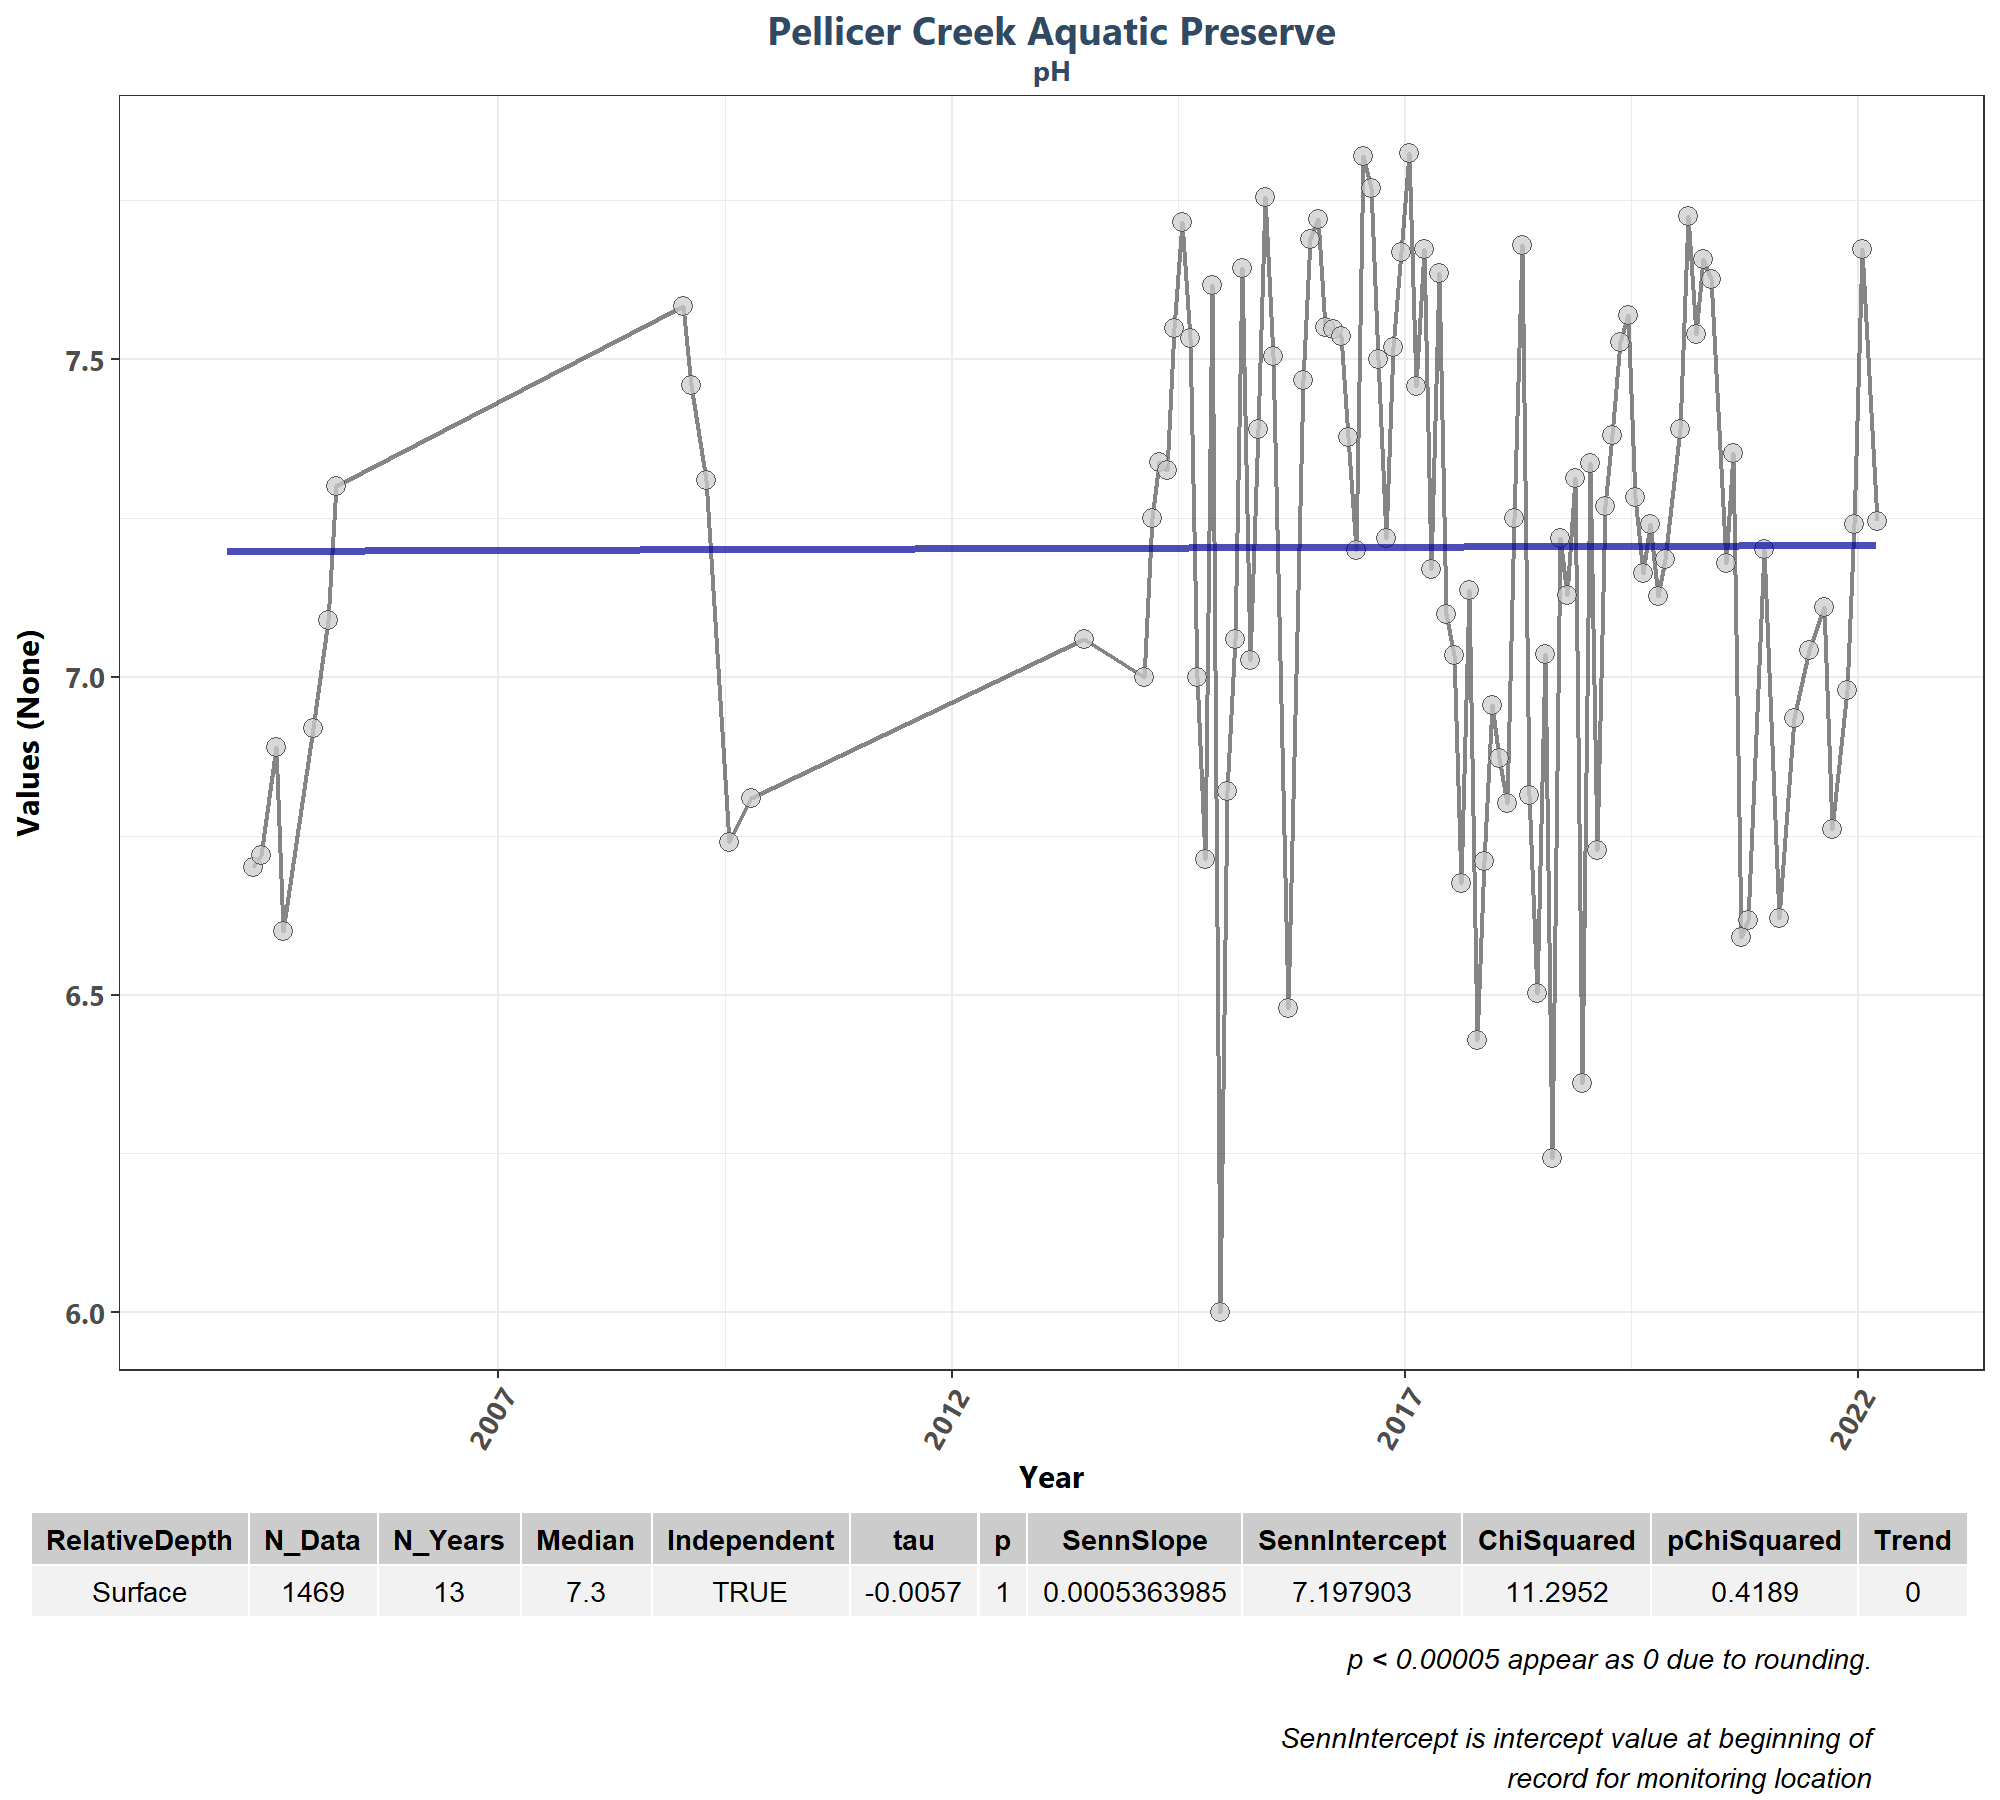 Pellicer Creek Aquatic Preserve
pH
Values (None)
7.5
7.0
6.5
6.0
2007 2012 2017 2022
Year
RelativeDepth N_Data N_Years Median Independent tau p SennSlope SennIntercept ChiSquared pChiSquared Trend
Surface 1469 13 7.3 TRUE -0.0057 1 0.0005363985 7.197903 11.2952 0.4189 0
p < 0.00005 appear as 0 due to rounding.
SennIntercept is intercept value at beginning of
record for monitoring location